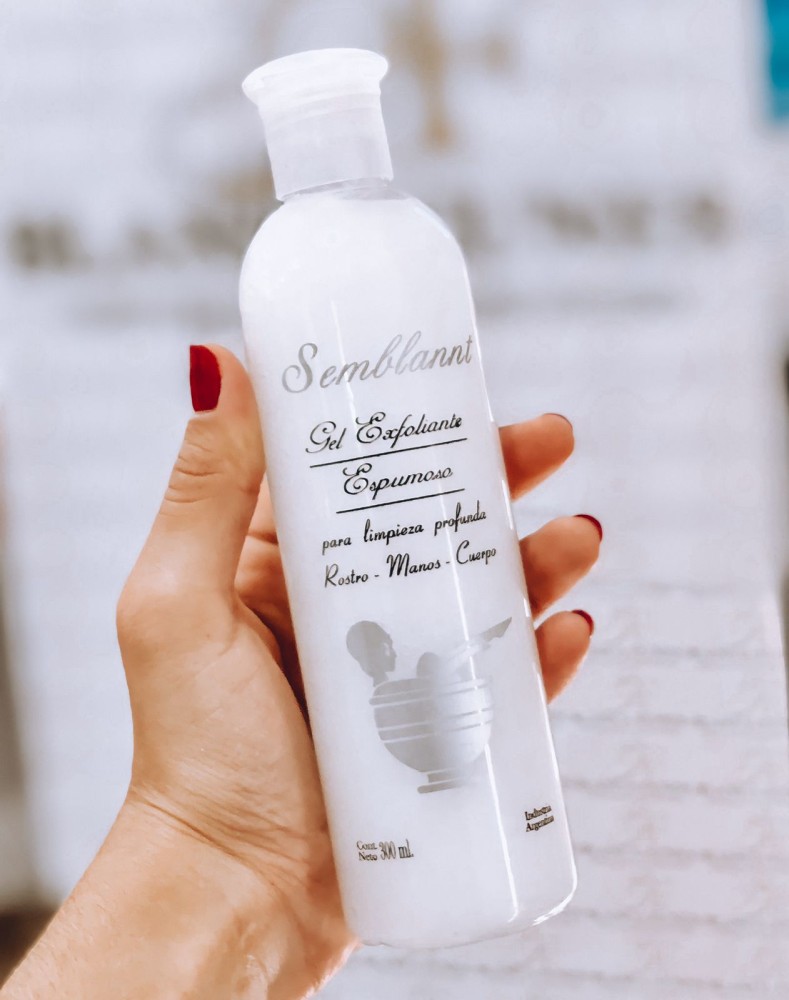 Semblannt
Gel Exfoliante
Espumoso
para limpieza profunda
Rostro - Manos - Cuerpo
Cont.
Neto 300 ml.
Industria
Argentina